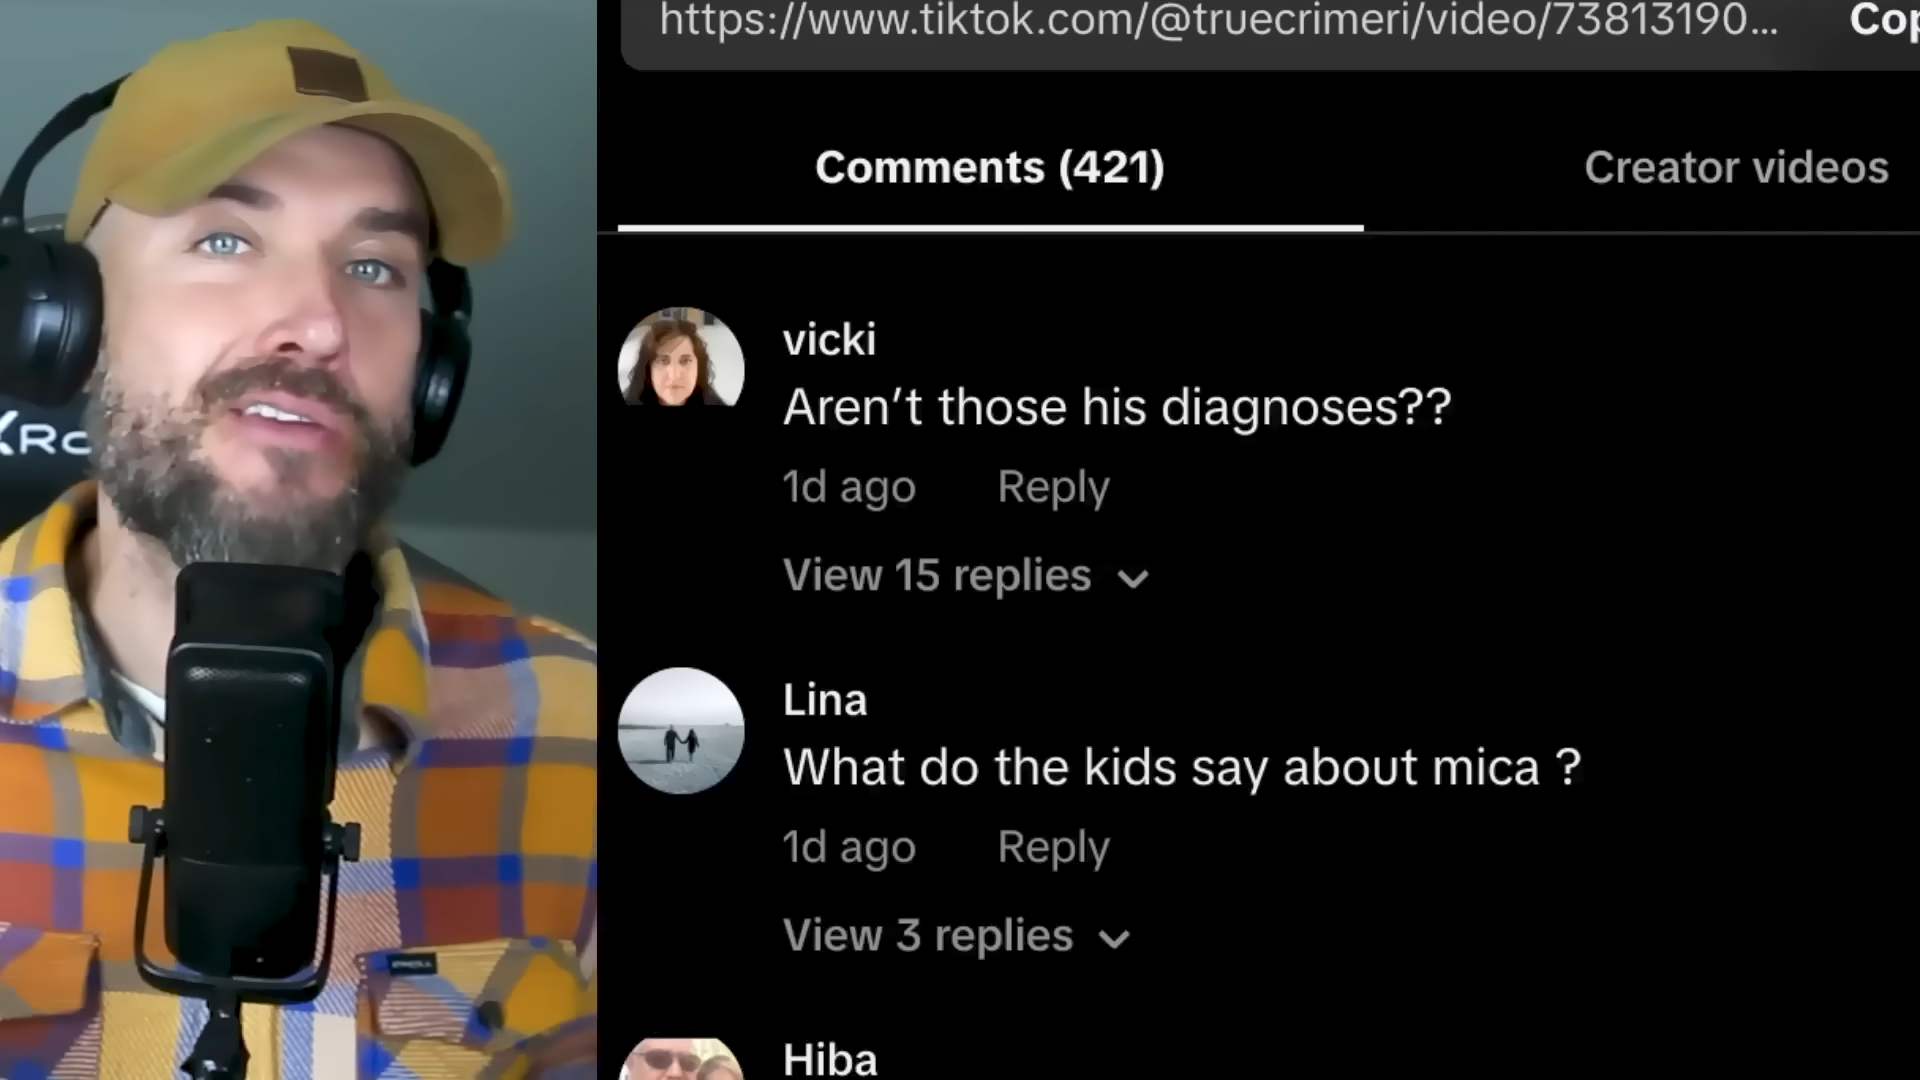 https://www.tiktok.com/@truecrimeri/video/73813190...
Comments (421)
Creator videos
vicki
Aren’t those his diagnoses??
1d ago Reply
View 15 replies
Lina
What do the kids say about mica ?
1d ago Reply
View 3 replies
Hiba